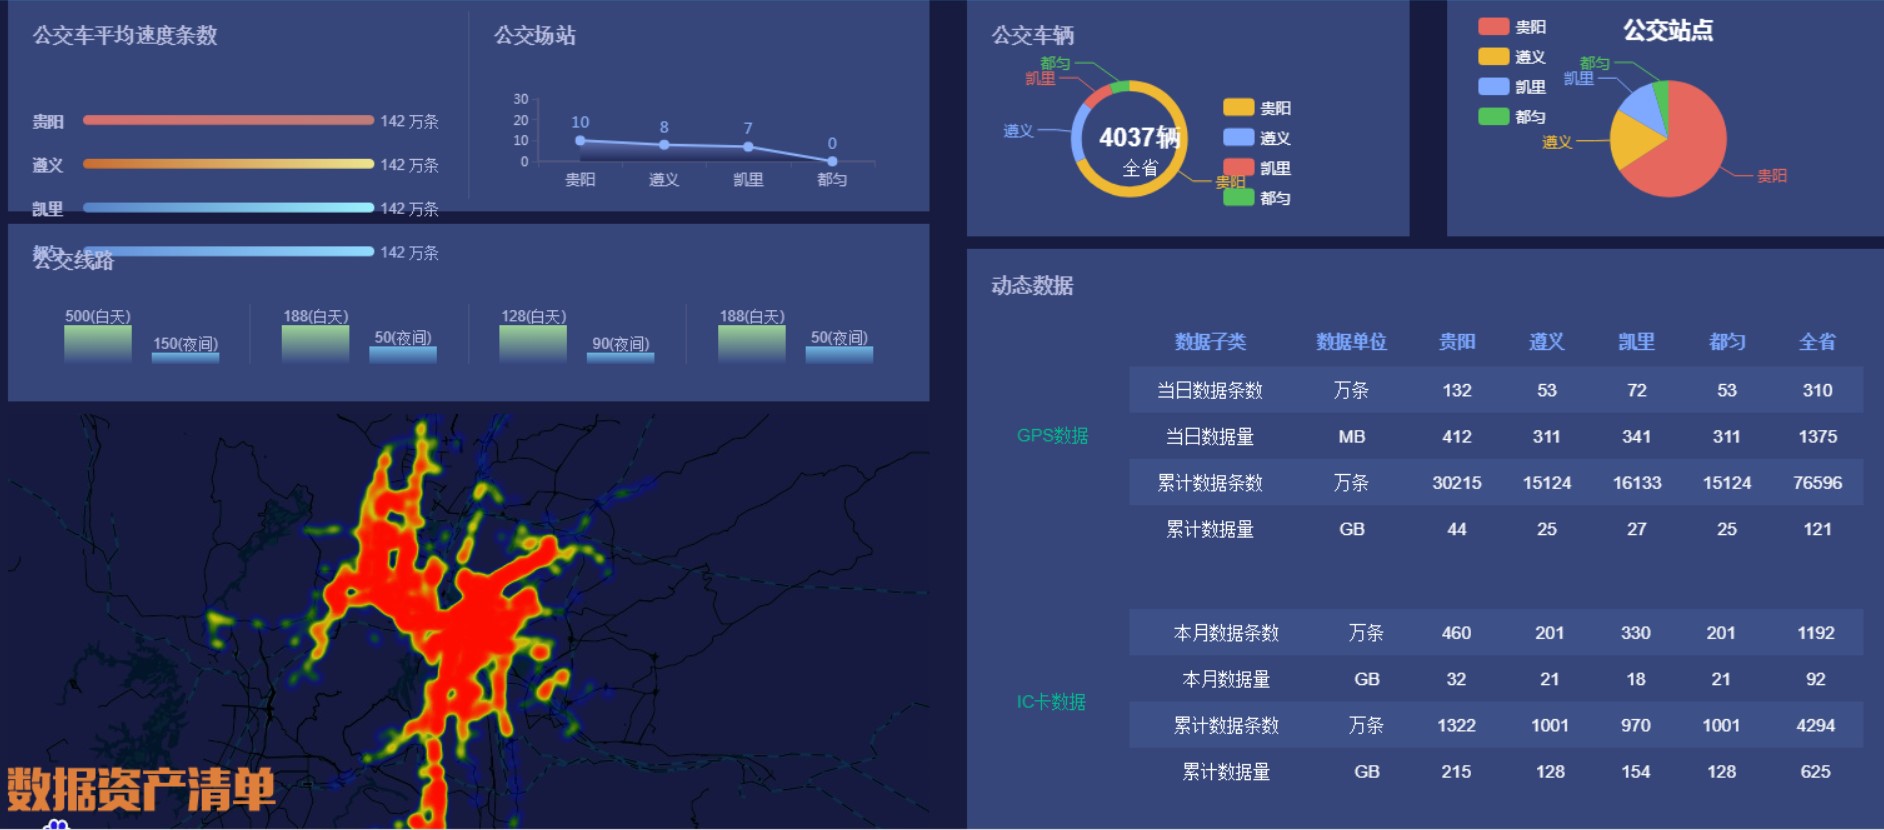 公交车平均速度条数
贵阳 142 万条
遵义 142 万条
凯里 142 万条
都匀 142 万条
公交场站
30
20
10
0
10
8
7
0
贵阳 遵义 凯里 都匀
公交线路
500(白天) 150(夜间) 188(白天) 50(夜间) 128(白天) 90(夜间) 188(白天) 50(夜间)
数据资产清单
公交车辆
都匀
凯里
遵义
贵阳
4037辆
全省
贵阳
遵义
凯里
都匀
公交站点
贵阳
遵义
凯里
都匀
都匀
凯里
遵义
贵阳
动态数据
数据子类 数据单位 贵阳 遵义 凯里 都匀 全省
GPS数据
当日数据条数 万条 132 53 72 53 310
当日数据量 MB 412 311 341 311 1375
累计数据条数 万条 30215 15124 16133 15124 76596
累计数据量 GB 44 25 27 25 121
IC卡数据
本月数据条数 万条 460 201 330 201 1192
本月数据量 GB 32 21 18 21 92
累计数据条数 万条 1322 1001 970 1001 4294
累计数据量 GB 215 128 154 128 625